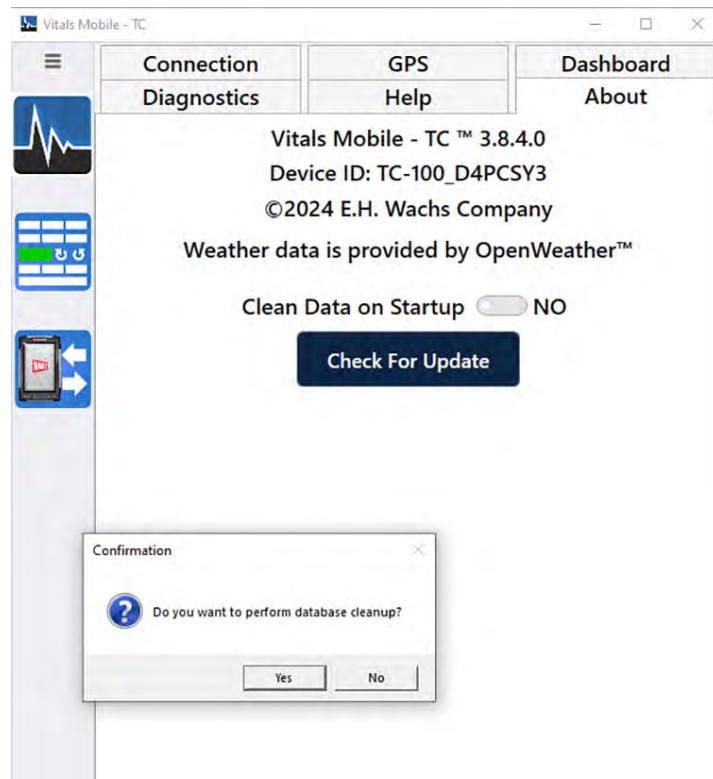 Vitals Mobile - TC
Connection GPS Dashboard
Diagnostics Help About
Vitals Mobile - TC ™ 3.8.4.0
Device ID: TC-100_D4PCSY3
©2024 E.H. Wachs Company
Weather data is provided by OpenWeather™
Clean Data on Startup NO
Check For Update
Confirmation
Do you want to perform database cleanup?
Yes No